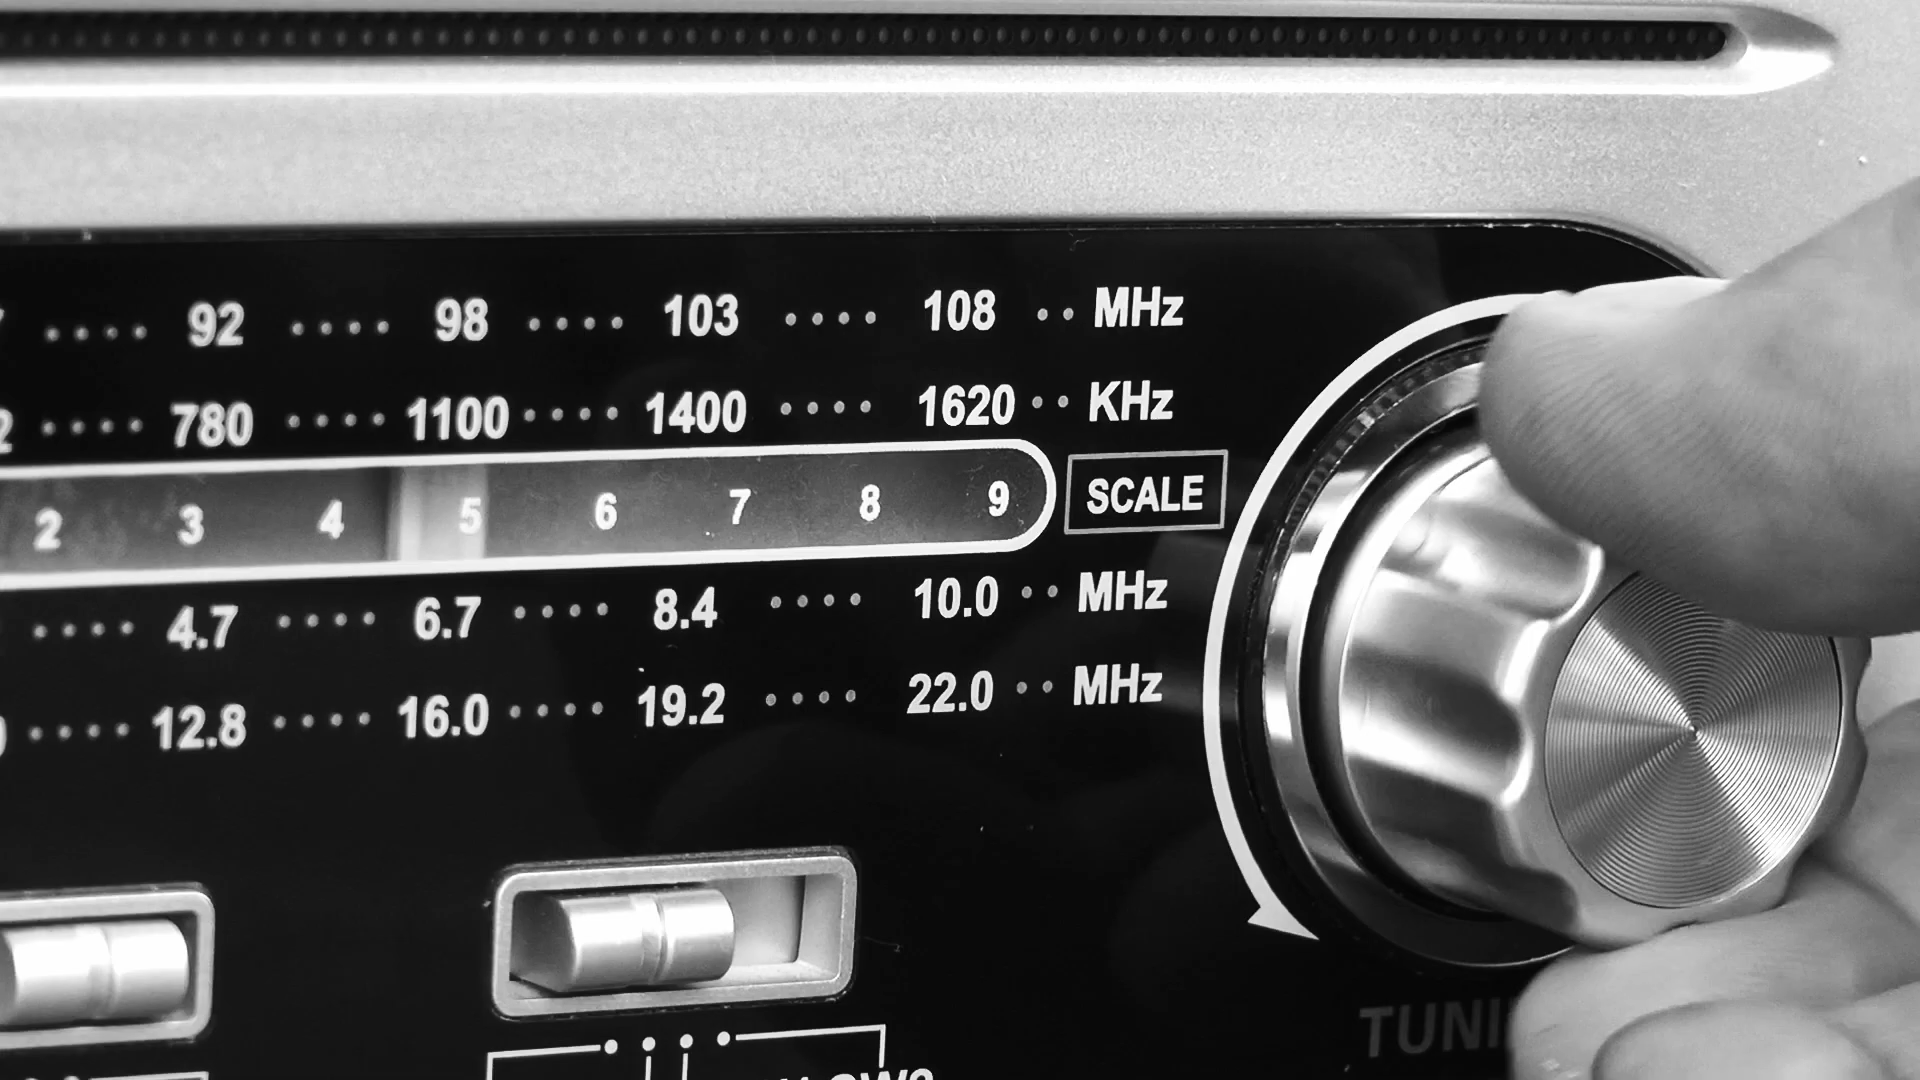 92 98 103 108 MHz
780 1100 1400 1620 KHz
2 3 4 5 6 7 8 9 SCALE
4.7 6.7 8.4 10.0 MHz
12.8 16.0 19.2 22.0 MHz